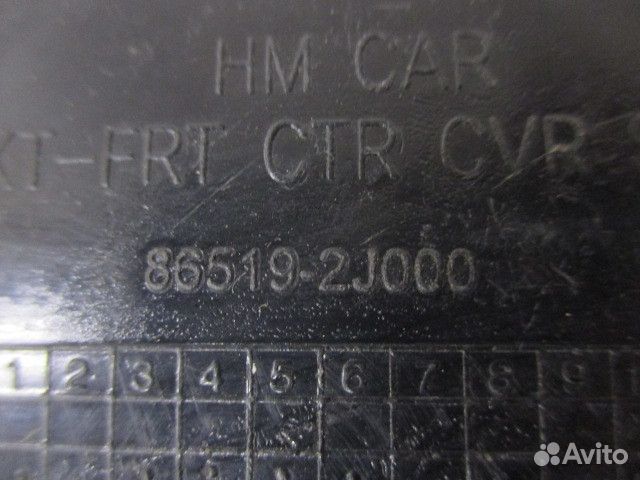 HM CAR
KT-FRT CTR CVR
86519-2J000
1 2 3 4 5 6 7 8 9
Avito